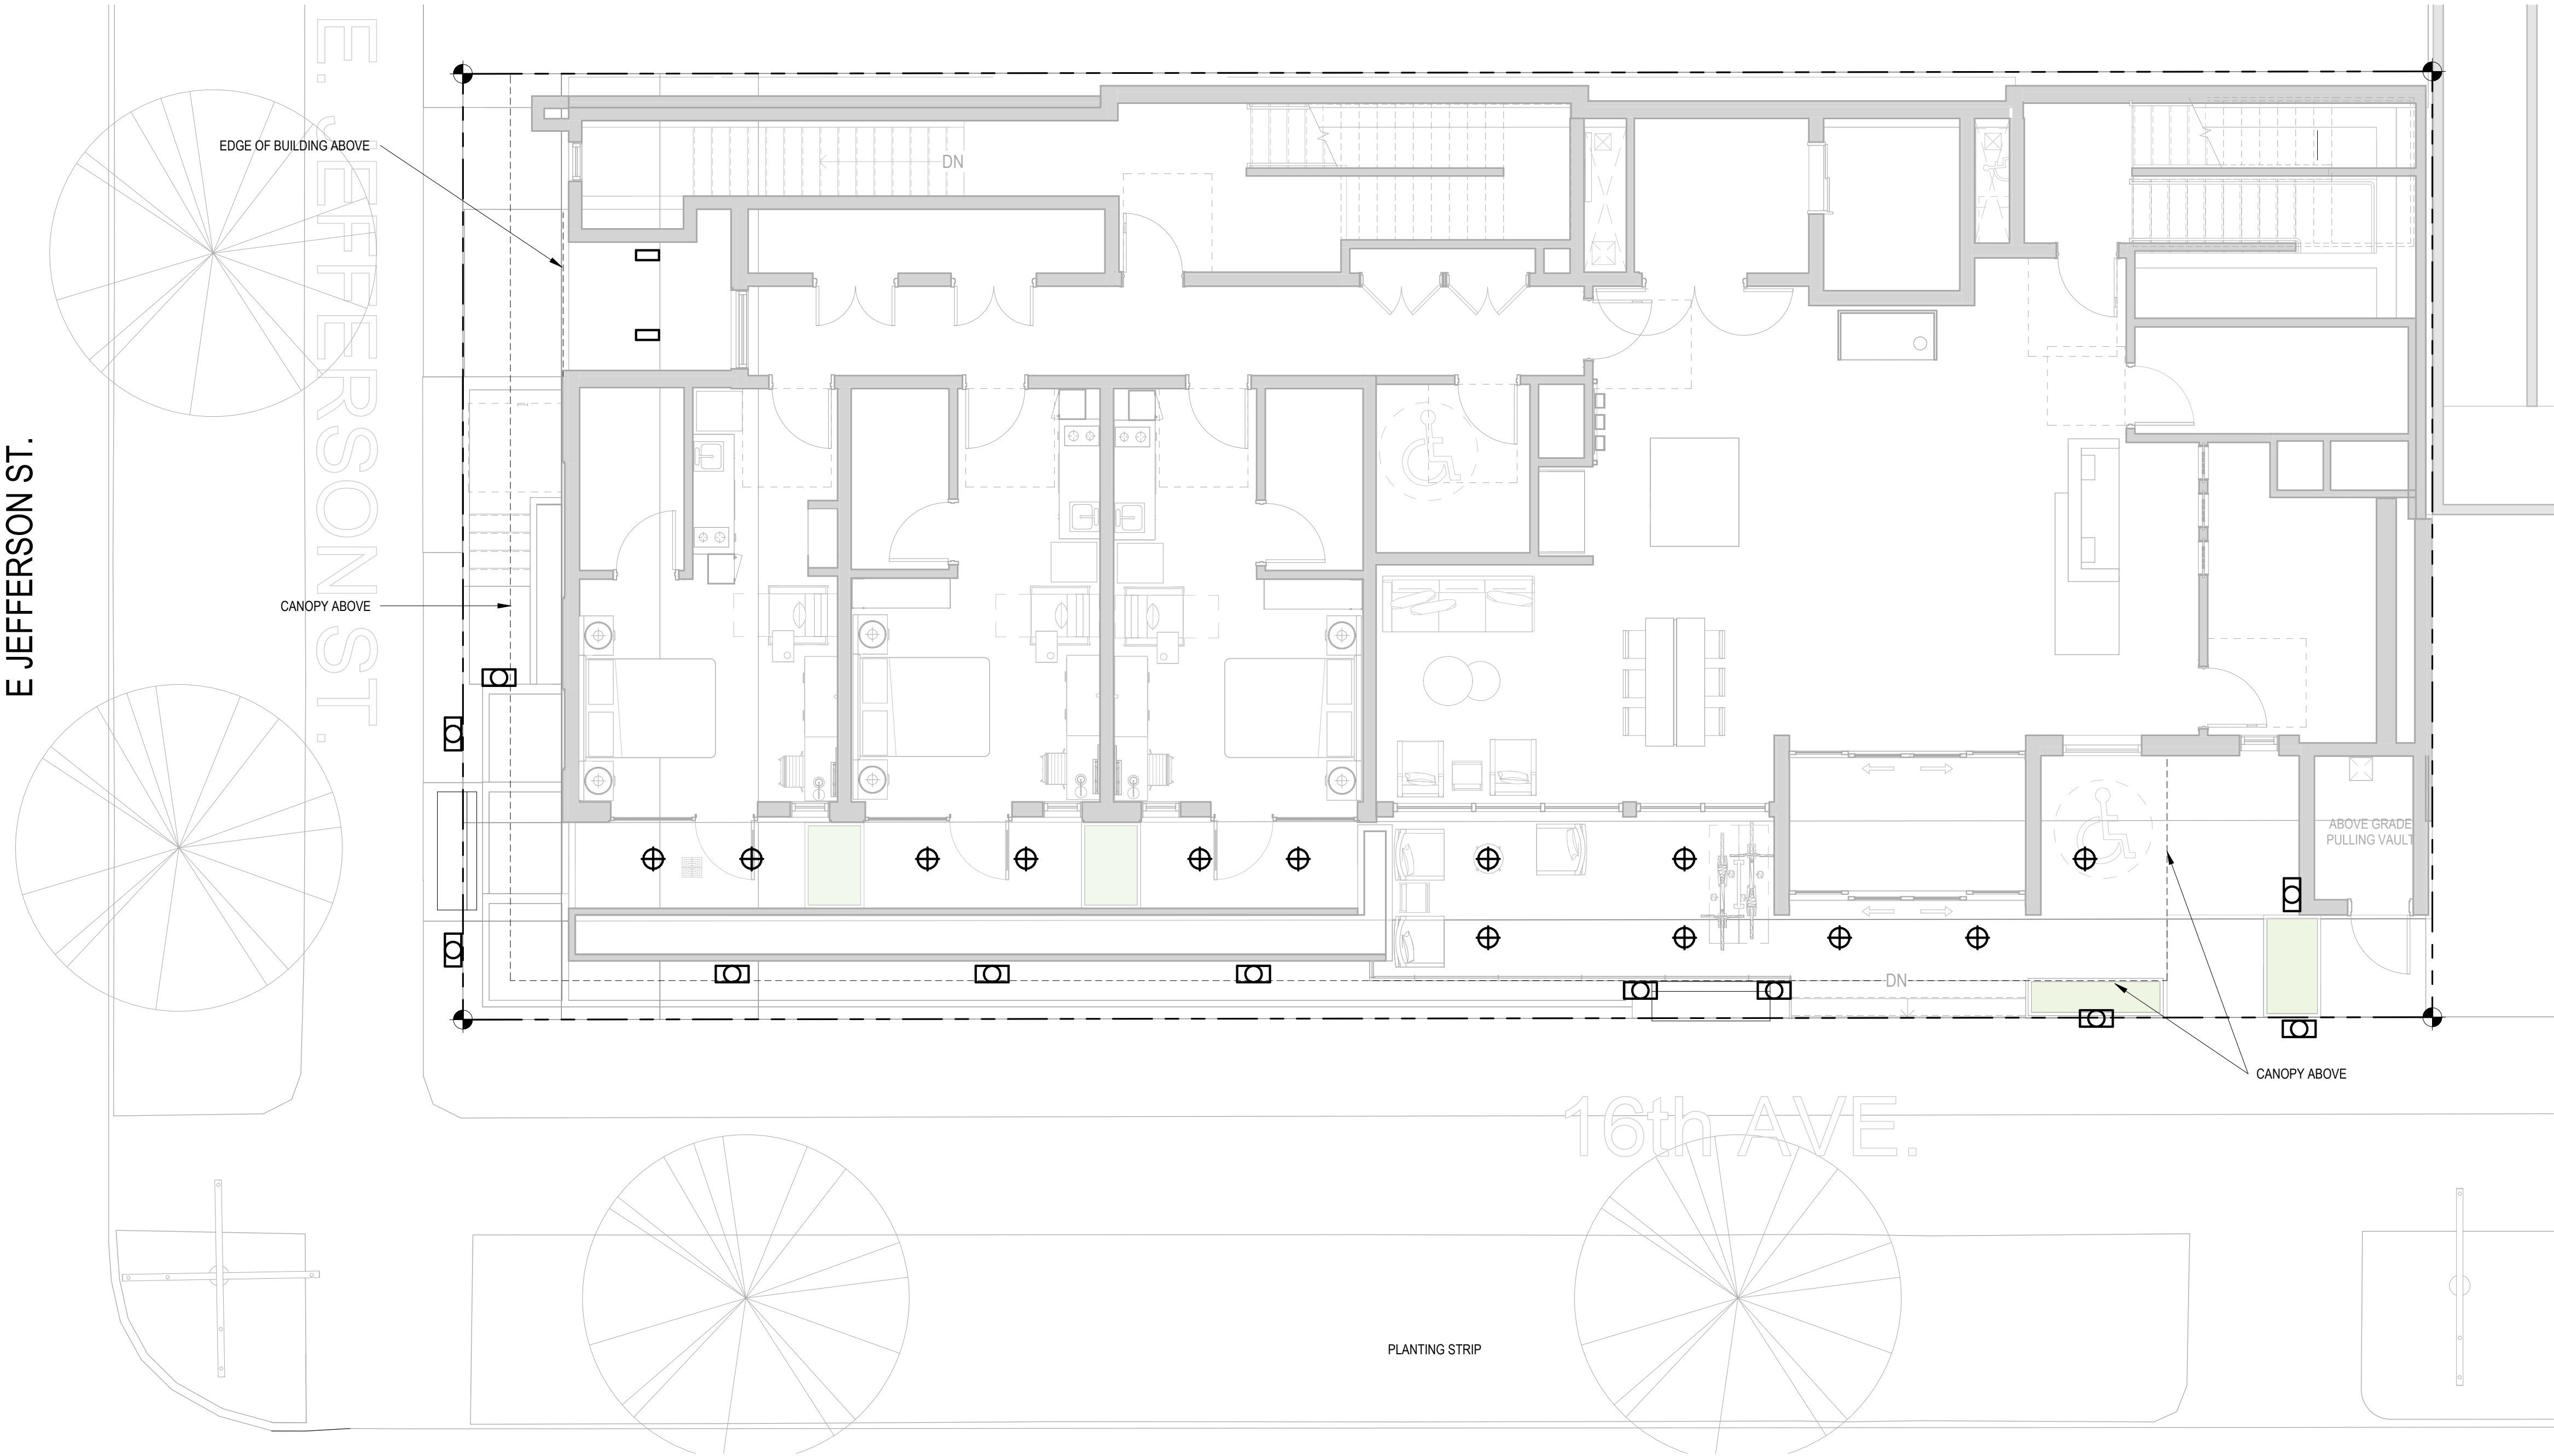 E. JEFFERSON ST.
EDGE OF BUILDING ABOVE
DN
E JEFFERSON ST.
CANOPY ABOVE
ABOVE GRADE
PULLING VAULT
DN
CANOPY ABOVE
16th AVE.
PLANTING STRIP